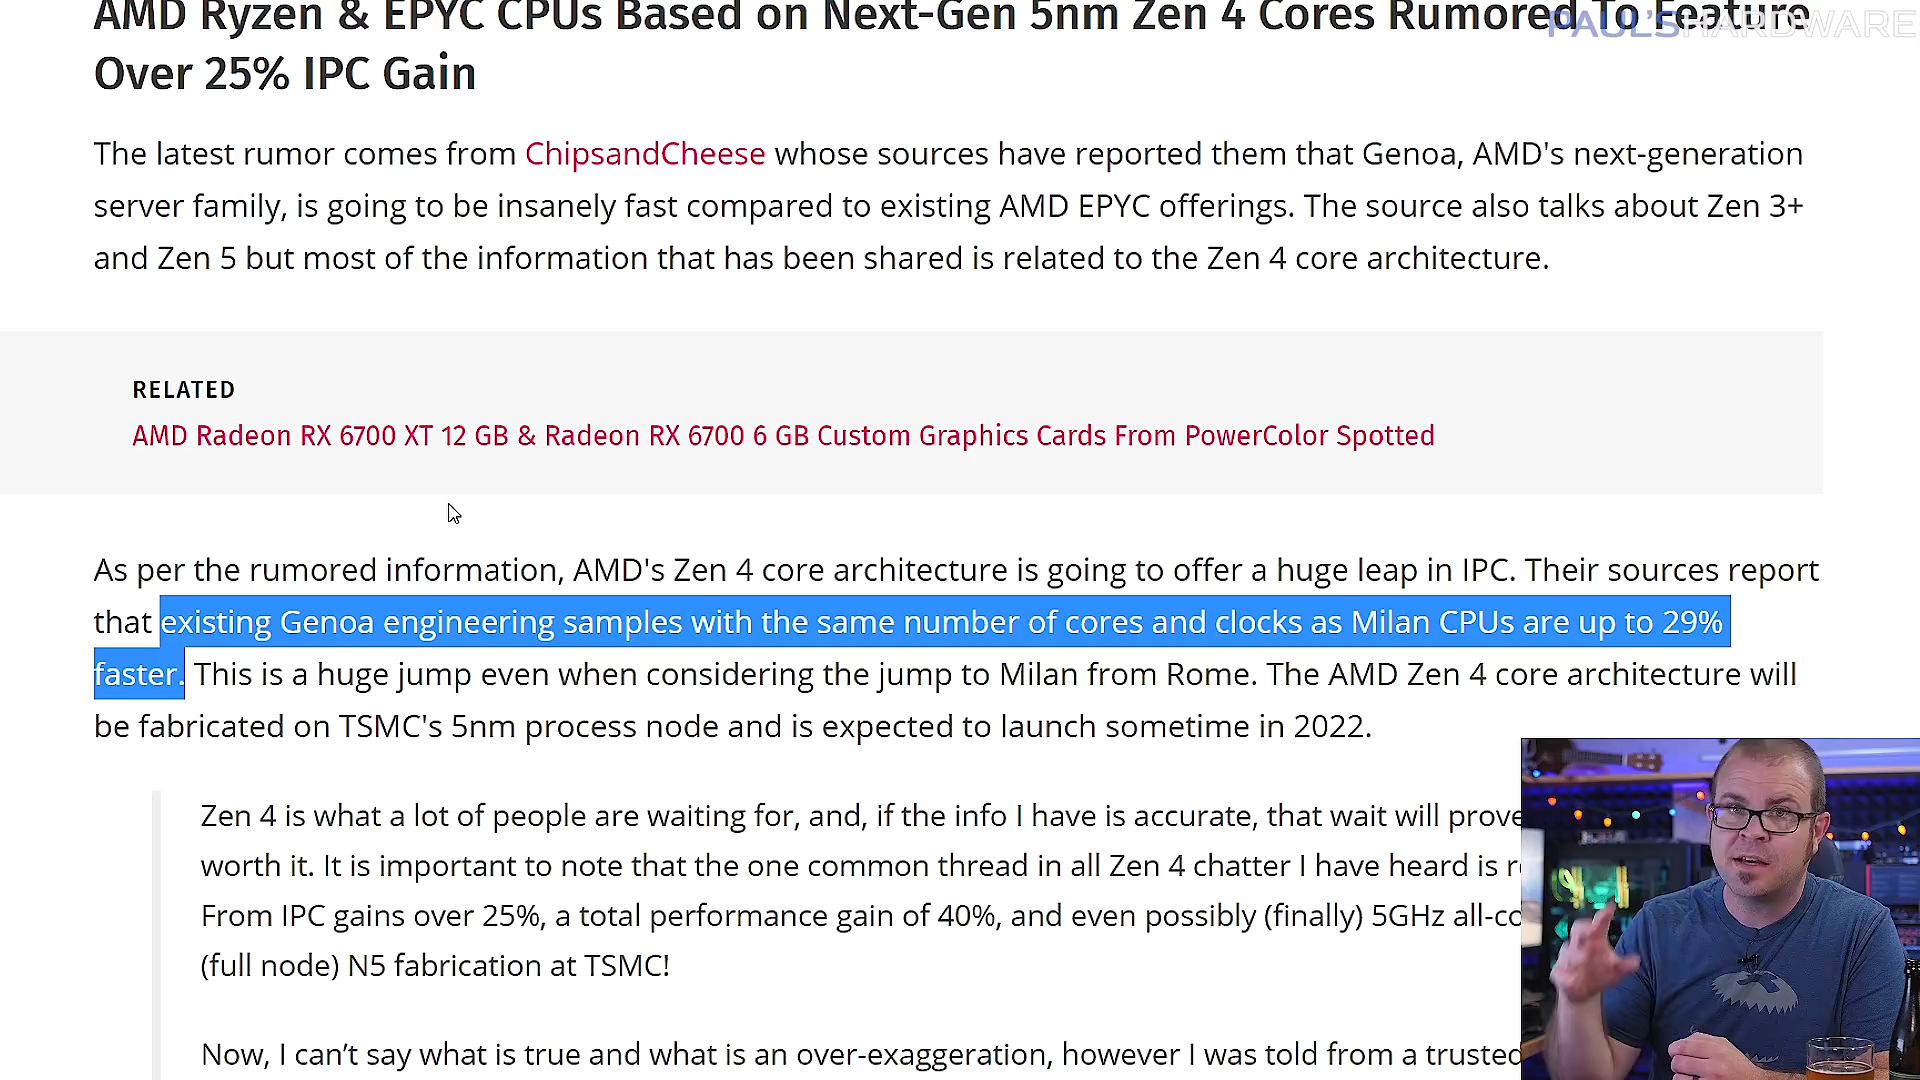 AMD Ryzen & EPYC CPUs Based on Next-Gen 5nm Zen 4 Cores Rumored To Feature
PAUL'SHARDWARE
Over 25% IPC Gain
The latest rumor comes from ChipsandCheese whose sources have reported them that Genoa, AMD's next-generation
server family, is going to be insanely fast compared to existing AMD EPYC offerings. The source also talks about Zen 3+
and Zen 5 but most of the information that has been shared is related to the Zen 4 core architecture.
RELATED
AMD Radeon RX 6700 XT 12 GB & Radeon RX 6700 6 GB Custom Graphics Cards From PowerColor Spotted
As per the rumored information, AMD's Zen 4 core architecture is going to offer a huge leap in IPC. Their sources report
that existing Genoa engineering samples with the same number of cores and clocks as Milan CPUs are up to 29%
faster. This is a huge jump even when considering the jump to Milan from Rome. The AMD Zen 4 core architecture will
be fabricated on TSMC's 5nm process node and is expected to launch sometime in 2022.
Zen 4 is what a lot of people are waiting for, and, if the info I have is accurate, that wait will prove
worth it. It is important to note that the one common thread in all Zen 4 chatter I have heard is
From IPC gains over 25%, a total performance gain of 40%, and even possibly (finally) 5GHz all-co
(full node) N5 fabrication at TSMC!
Now, I can't say what is true and what is an over-exaggeration, however I was told from a trusted